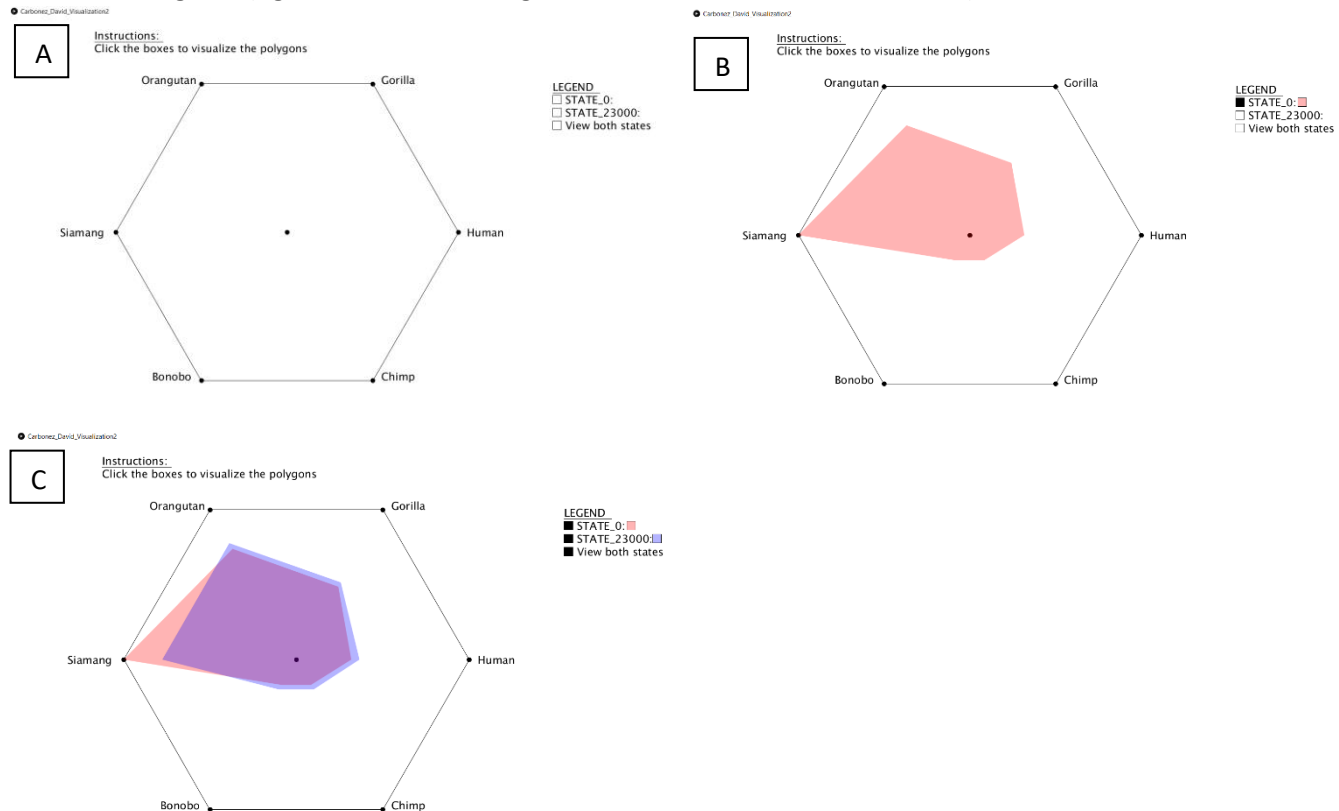 Carbonez_David_Visualization2
A
Instructions:
Click the boxes to visualize the polygons
Orangutan
Gorilla
LEGEND
STATE_0:
STATE_23000:
View both states
Siamang
Human
Bonobo
Chimp
Carbonez_David_Visualization2
B
Instructions:
Click the boxes to visualize the polygons
Orangutan
Gorilla
LEGEND
STATE_0:
STATE_23000:
View both states
Siamang
Human
Bonobo
Chimp
Carbonez_David_Visualization2
C
Instructions:
Click the boxes to visualize the polygons
Orangutan
Gorilla
LEGEND
STATE_0:
STATE_23000:
View both states
Siamang
Human
Bonobo
Chimp